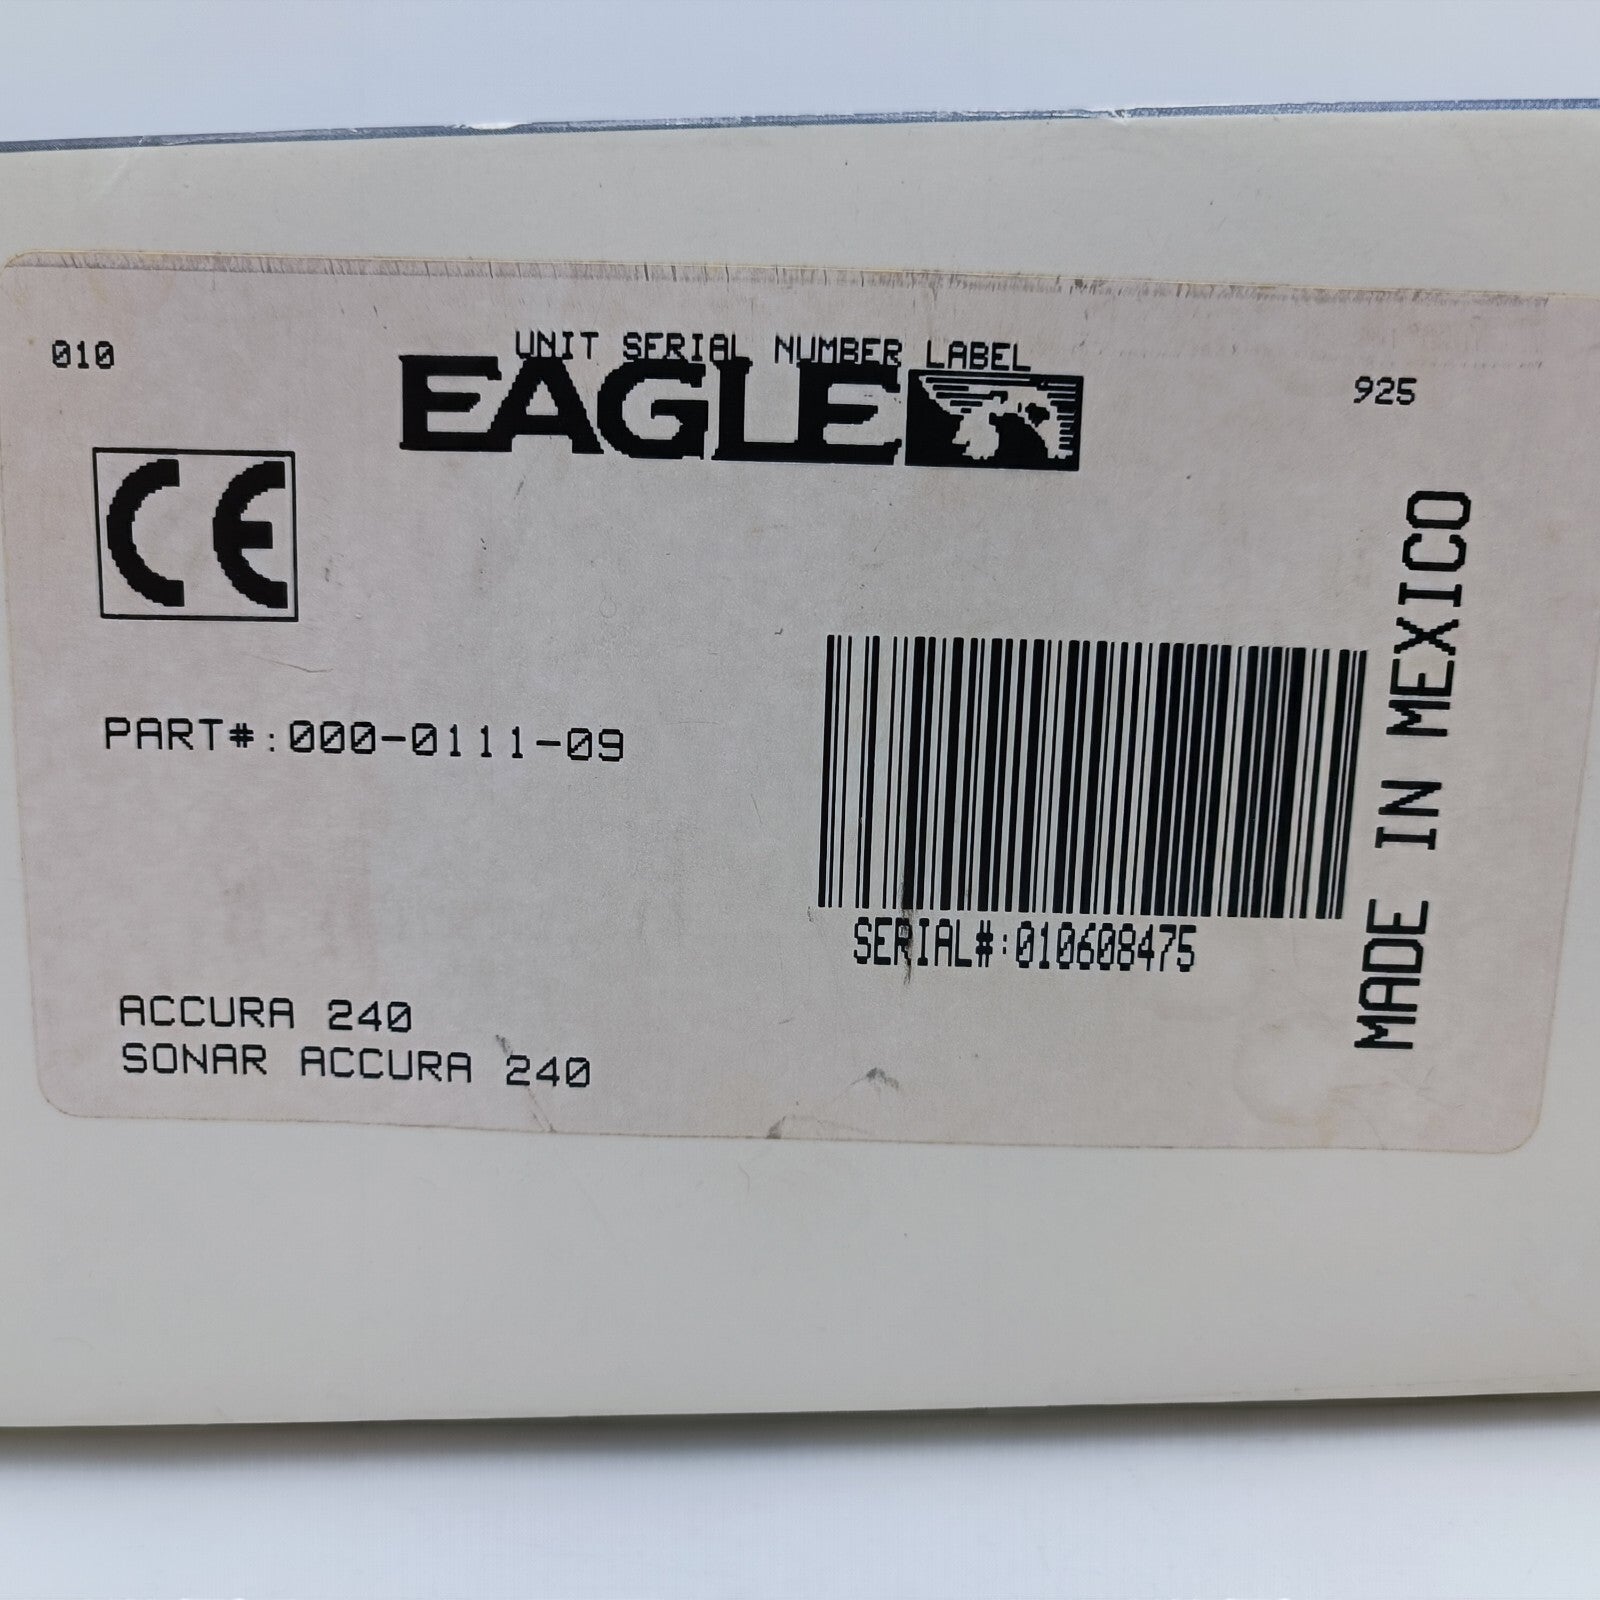 010
UNIT SERIAL NUMBER LABEL
EAGLE
925
CE
MADE IN MEXICO
PART#:000-0111-09
SERIAL#:010608475
ACCURA 240
SONAR ACCURA 240